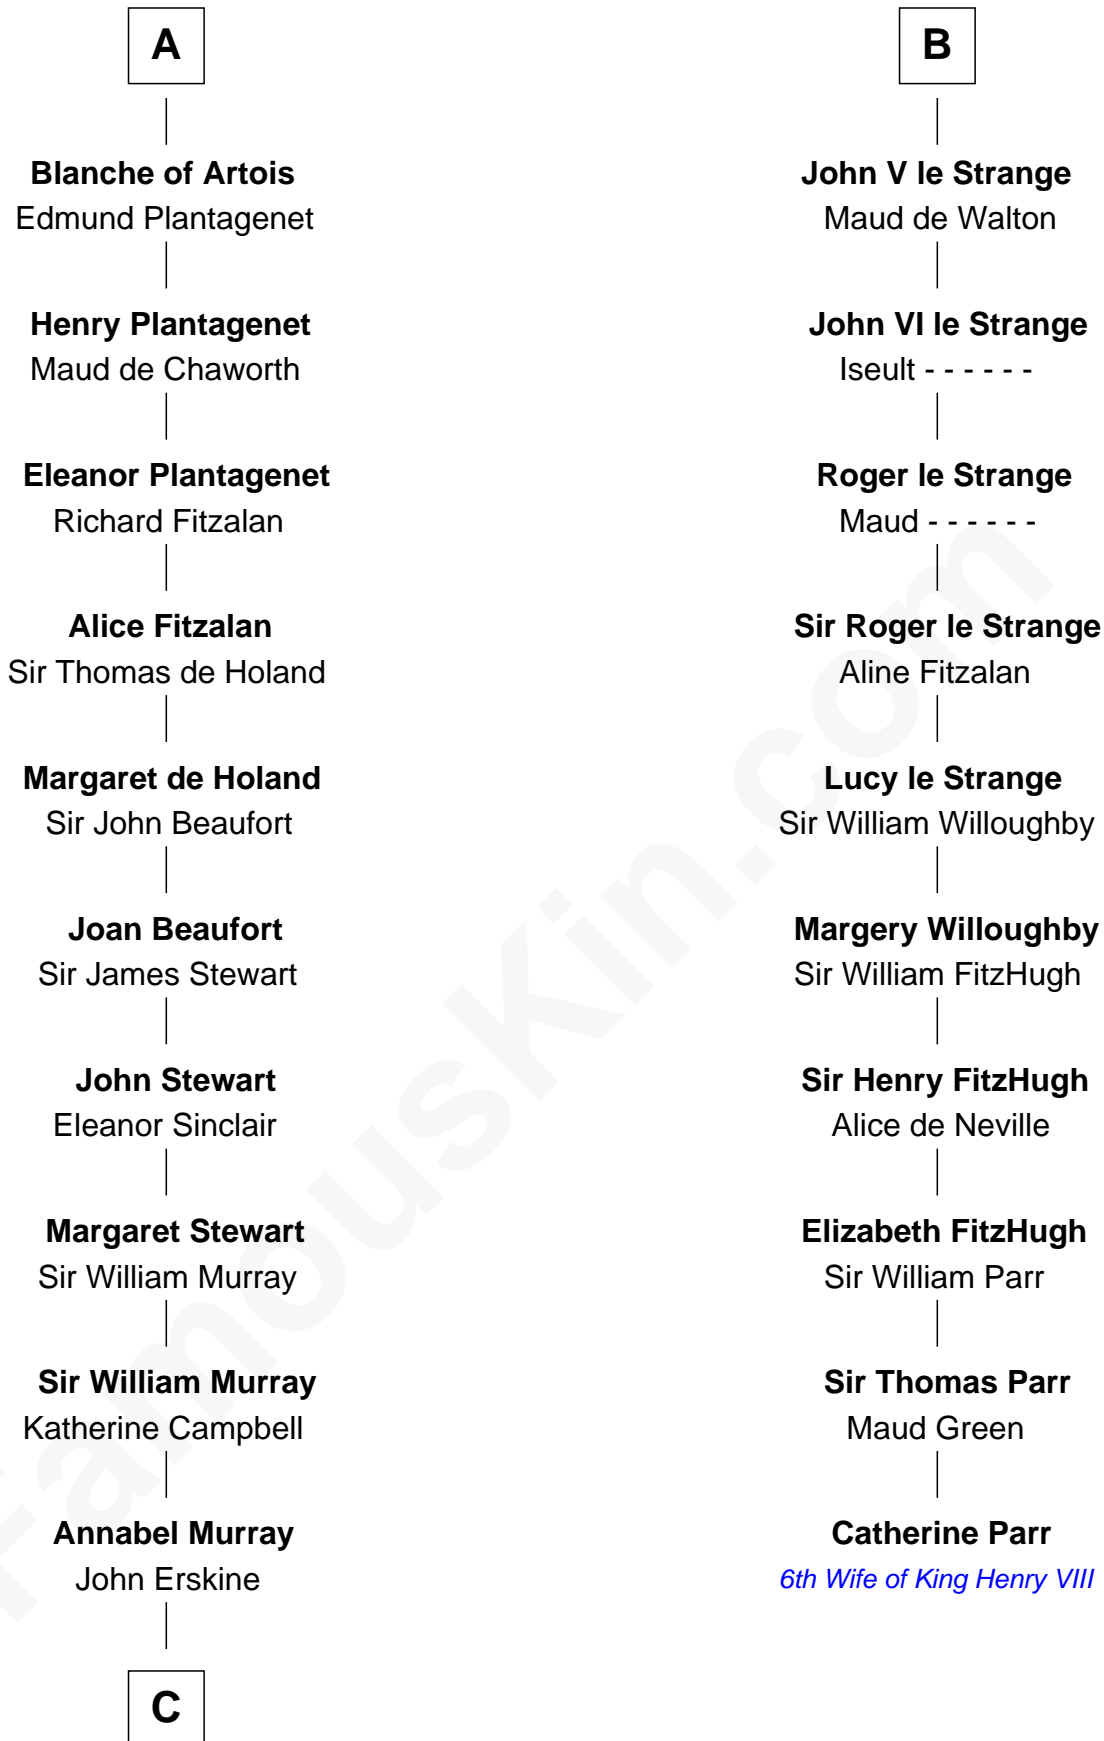 A
Blanche of Artois
Edmund Plantagenet
Henry Plantagenet
Maud de Chaworth
Eleanor Plantagenet
Richard Fitzalan
Alice Fitzalan
Sir Thomas de Holand
Margaret de Holand
Sir John Beaufort
Joan Beaufort
Sir James Stewart
John Stewart
Eleanor Sinclair
Margaret Stewart
Sir William Murray
Sir William Murray
Katherine Campbell
Annabel Murray
John Erskine
C
B
John V le Strange
Maud de Walton
John VI le Strange
Iseult - - - - - -
Roger le Strange
Maud - - - - - -
Sir Roger le Strange
Aline Fitzalan
Lucy le Strange
Sir William Willoughby
Margery Willoughby
Sir William FitzHugh
Sir Henry FitzHugh
Alice de Neville
Elizabeth FitzHugh
Sir William Parr
Sir Thomas Parr
Maud Green
Catherine Parr
6th Wife of King Henry VIII
FamousKin.com